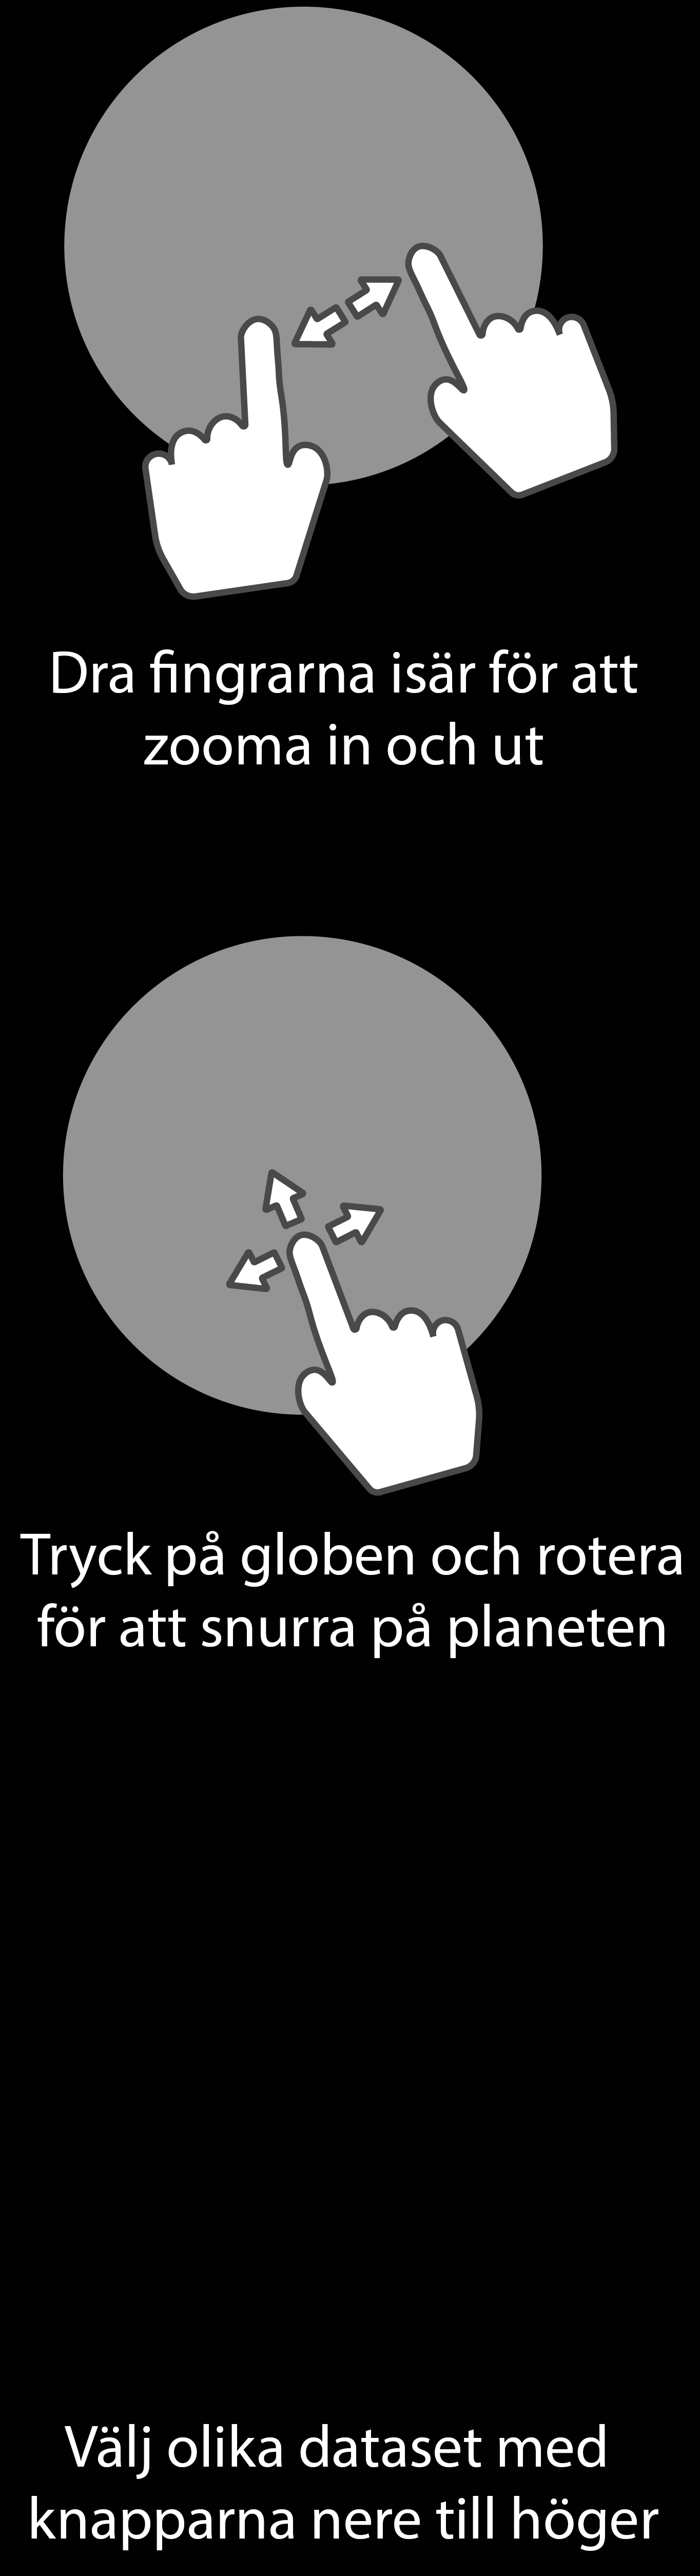 Dra fingrarna isär för att
zooma in och ut
Tryck på globen och rotera
för att snurra på planeten
Välj olika dataset med
knapparna nere till höger